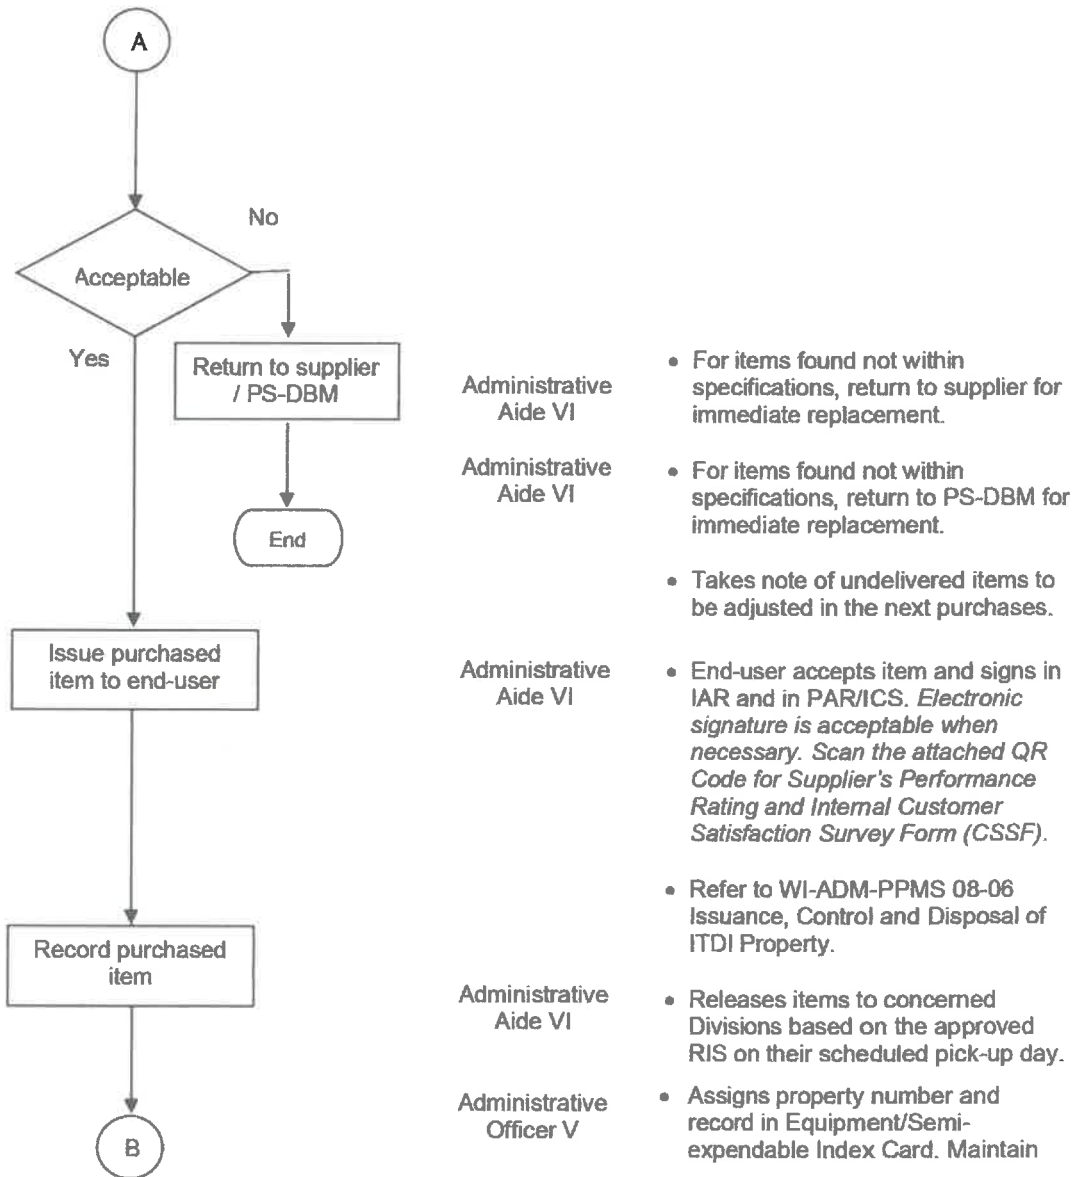 A
No
Acceptable
Yes
Return to supplier
/ PS-DBM
Administrative
Aide VI
• For items found not within
specifications, return to supplier for
immediate replacement.
Administrative
Aide VI
• For items found not within
specifications, return to PS-DBM for
immediate replacement.
End
• Takes note of undelivered items to
be adjusted in the next purchases.
Issue purchased
item to end-user
Administrative
Aide VI
• End-user accepts item and signs in
IAR and in PAR/ICS. Electronic
signature is acceptable when
necessary. Scan the attached QR
Code for Supplier's Performance
Rating and Internal Customer
Satisfaction Survey Form (CSSF).
• Refer to WI-ADM-PPMS 08-06
Issuance, Control and Disposal of
ITDI Property.
Record purchased
item
Administrative
Aide VI
• Releases items to concerned
Divisions based on the approved
RIS on their scheduled pick-up day.
Administrative
Officer V
• Assigns property number and
record in Equipment/Semi-
expendable Index Card. Maintain
B